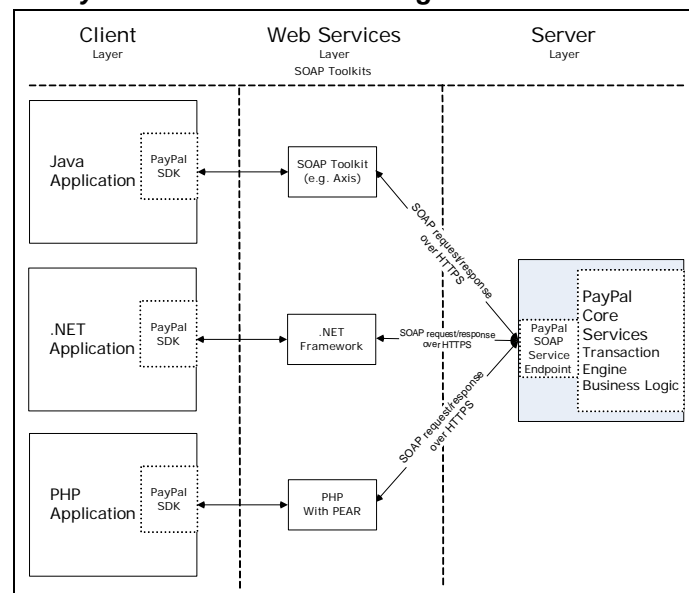 Client
Layer
Web Services
Layer
SOAP Toolkits
Server
Layer
Java
Application
PayPal
SDK
SOAP Toolkit
(e.g. Axis)
SOAP request/response
over HTTPS
.NET
Application
PayPal
SDK
.NET
Framework
SOAP request/response
over HTTPS
PayPal
SOAP
Service
Endpoint
PayPal
Core
Services
Transaction
Engine
Business Logic
PHP
Application
PayPal
SDK
PHP
With PEAR
SOAP request/response
over HTTPS